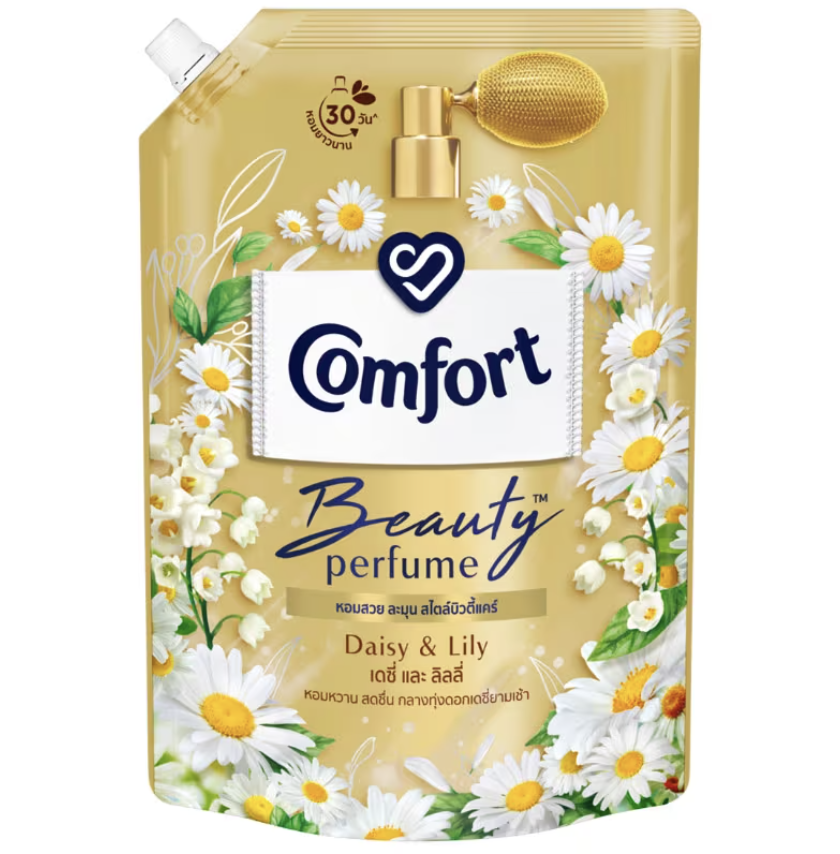 30 วัน^
หอมยาวนาน
Comfort
Beauty™
perfume
หอมสวย ละมุน สไตล์บิวตี้แคร์
Daisy & Lily
เดซี่ และ ลิลลี่
หอมหวาน สดชื่น กลางทุ่งดอกเดซี่ยามเช้า